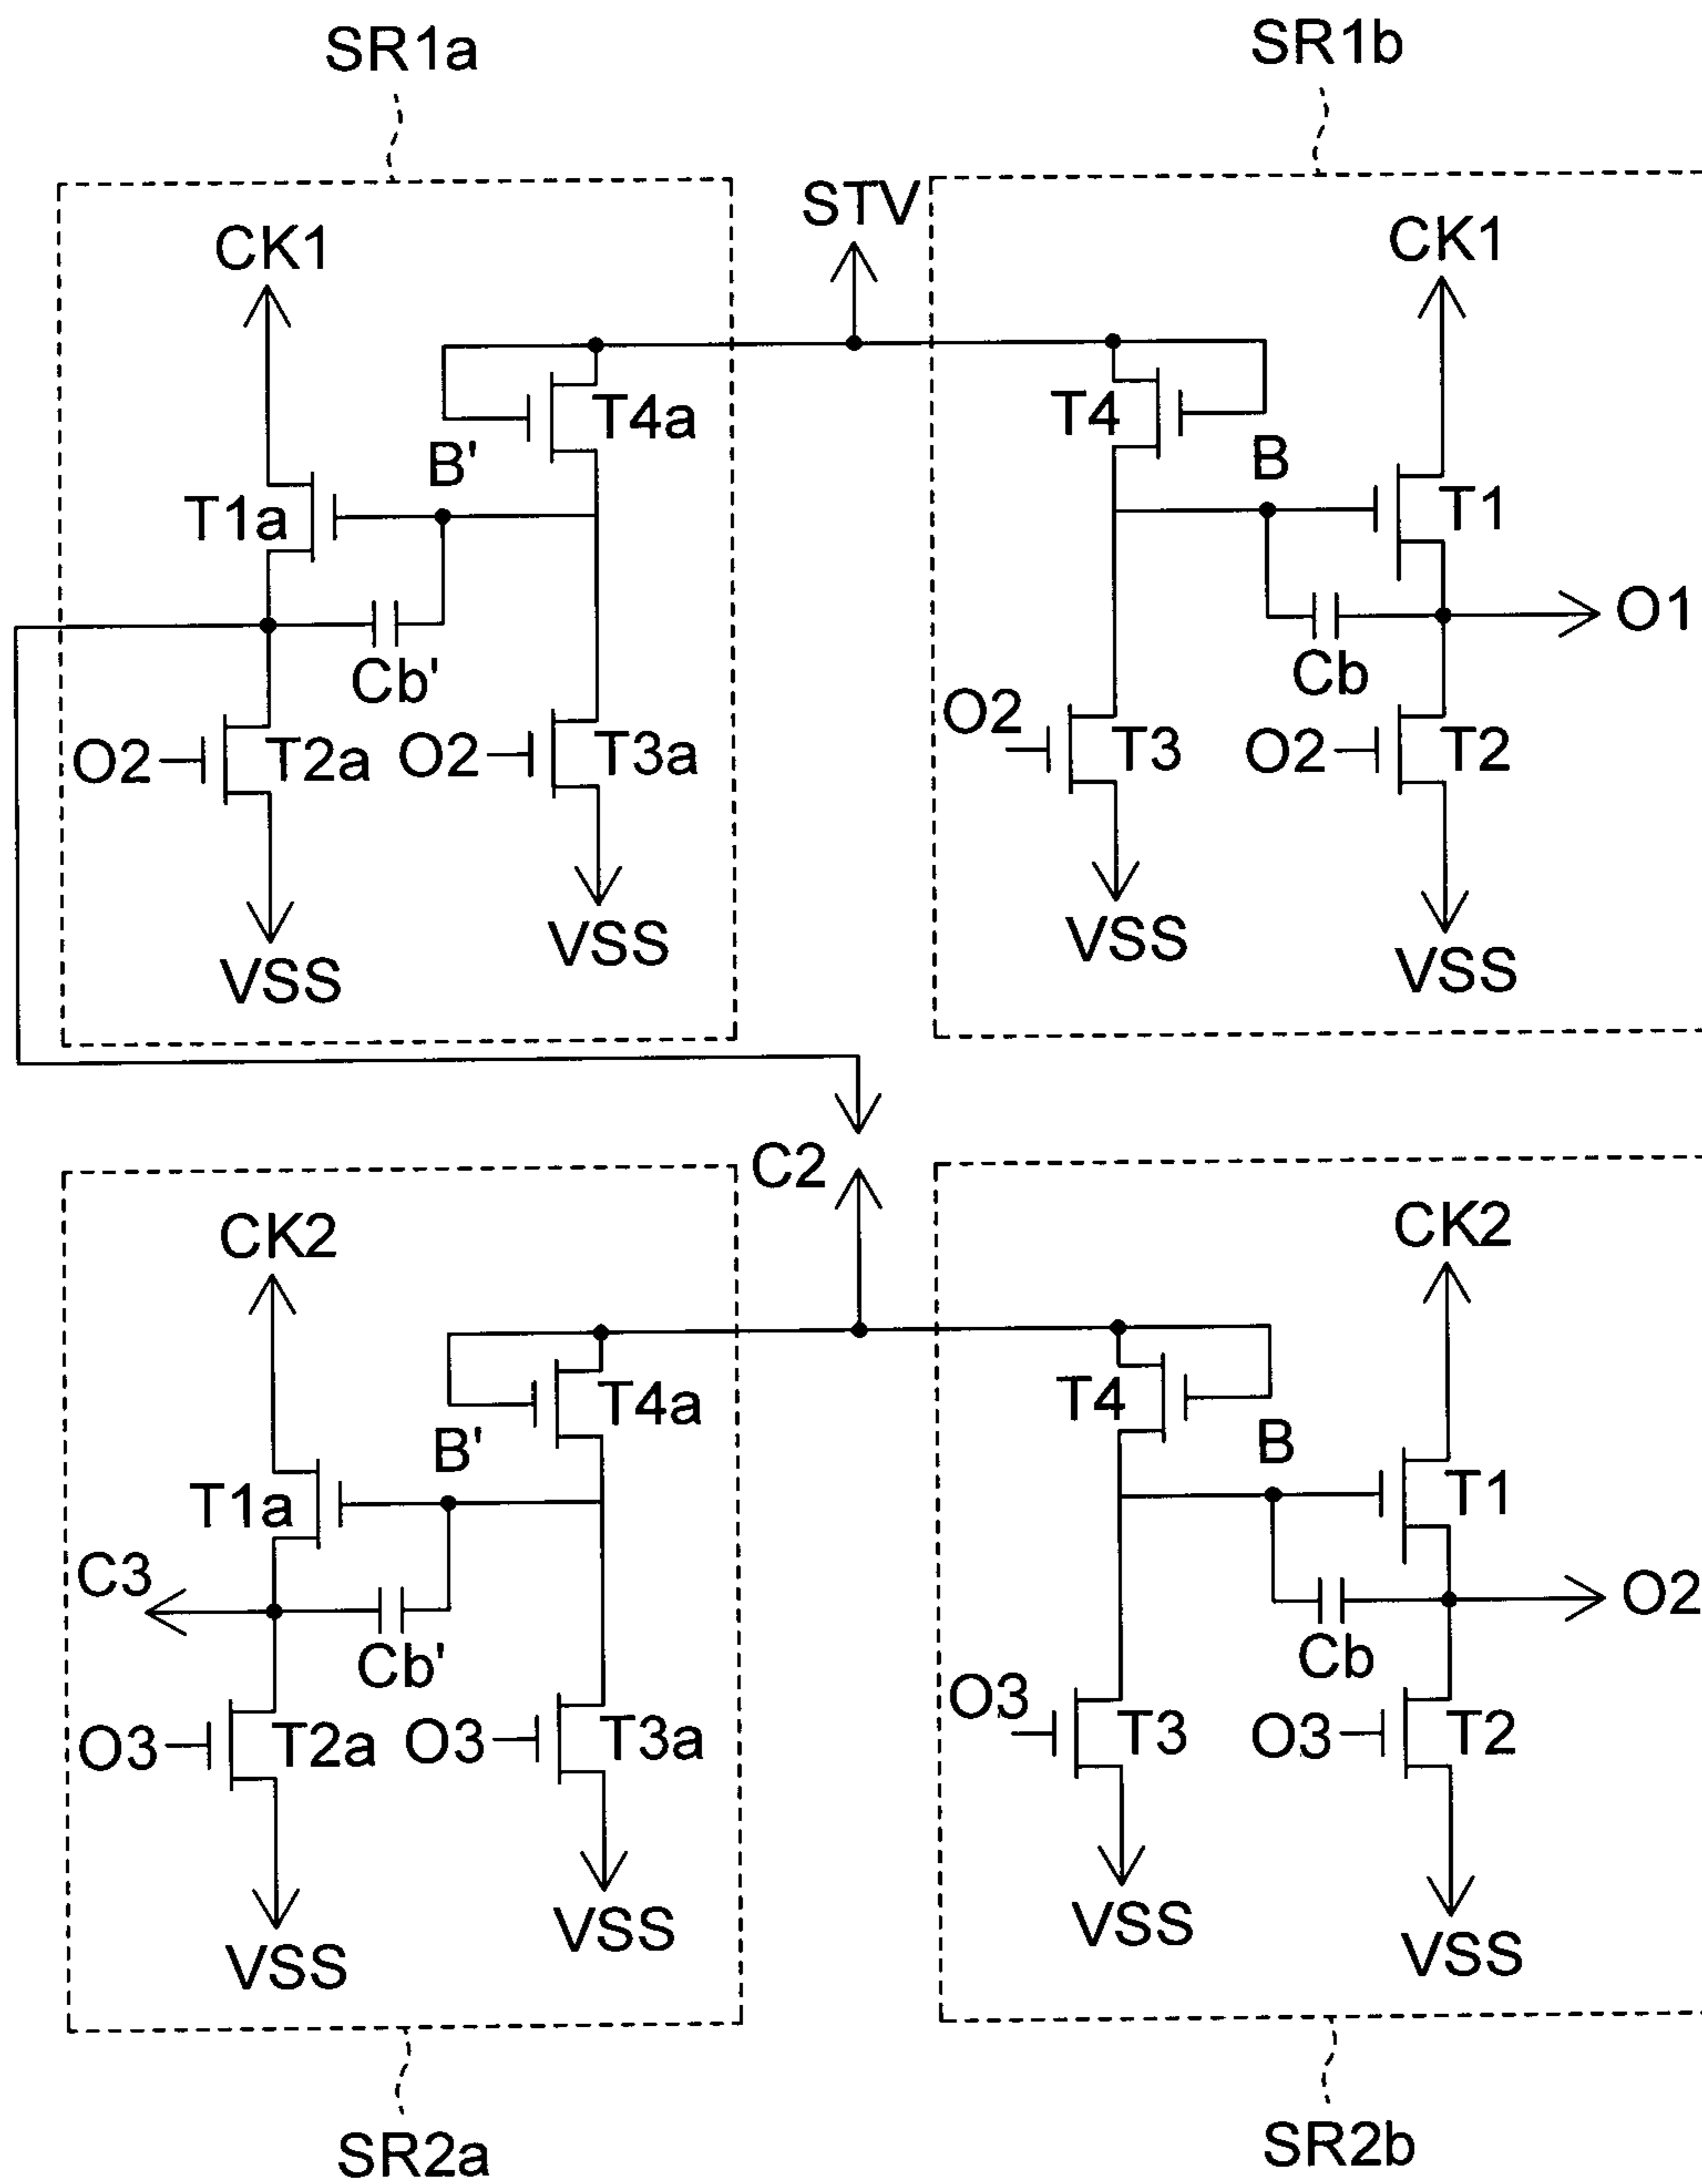 SR1a
SR1b
STV
CK1
CK1
T4a
T4
B'
B
T1a
T1
O1
Cb'
Cb
O2
T2a
O2
T3a
O2
T3
O2
T2
VSS
VSS
VSS
VSS
C2
CK2
CK2
T4a
T4
B'
B
T1a
T1
C3
O2
Cb'
Cb
O3
T2a
O3
T3a
O3
T3
O3
T2
VSS
VSS
VSS
VSS
SR2a
SR2b